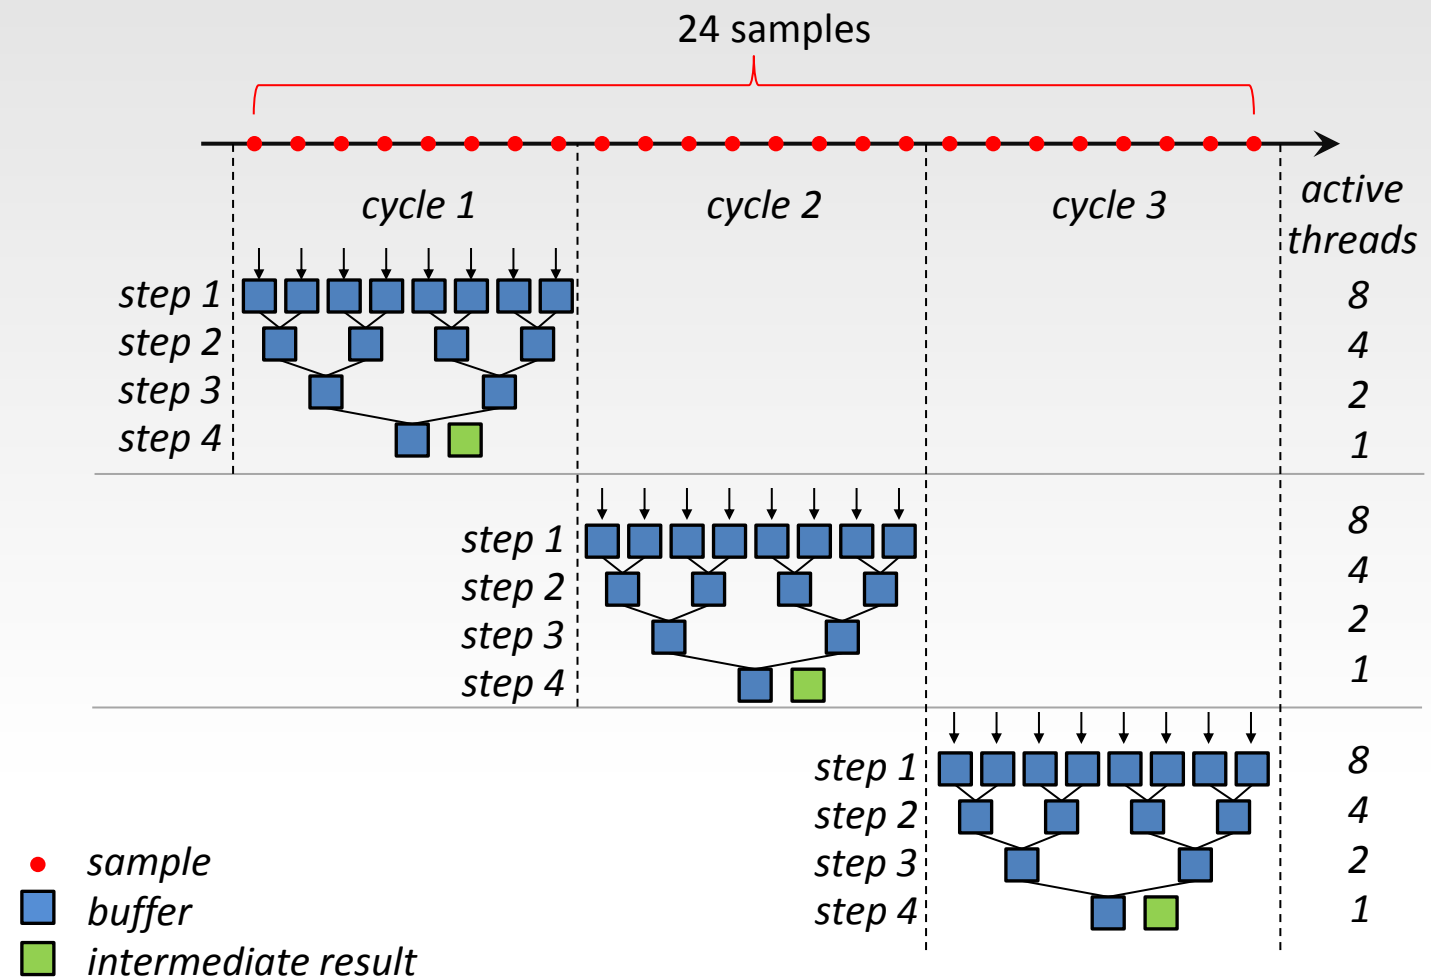 24 samples
cycle 1
cycle 2
cycle 3
active
threads
step 1
8
step 2
4
step 3
2
step 4
1
step 1
8
step 2
4
step 3
2
step 4
1
step 1
8
step 2
4
step 3
2
step 4
1
sample
buffer
intermediate result